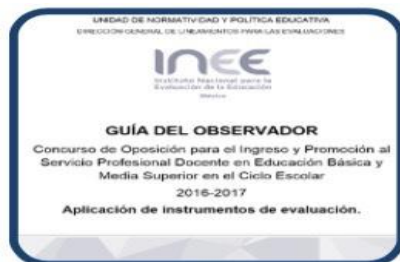 UNIDAD DE NORMATIVIDAD Y POLÍTICA EDUCATIVA
DIRECCIÓN GENERAL DE LINEAMIENTOS PARA LAS EVALUACIONES
INEE
Instituto Nacional para la
Evaluación de la Educación
México
GUÍA DEL OBSERVADOR
Concurso de Oposición para el Ingreso y Promoción al
Servicio Profesional Docente en Educación Básica y
Media Superior en el Ciclo Escolar
2016-2017
Aplicación de instrumentos de evaluación.